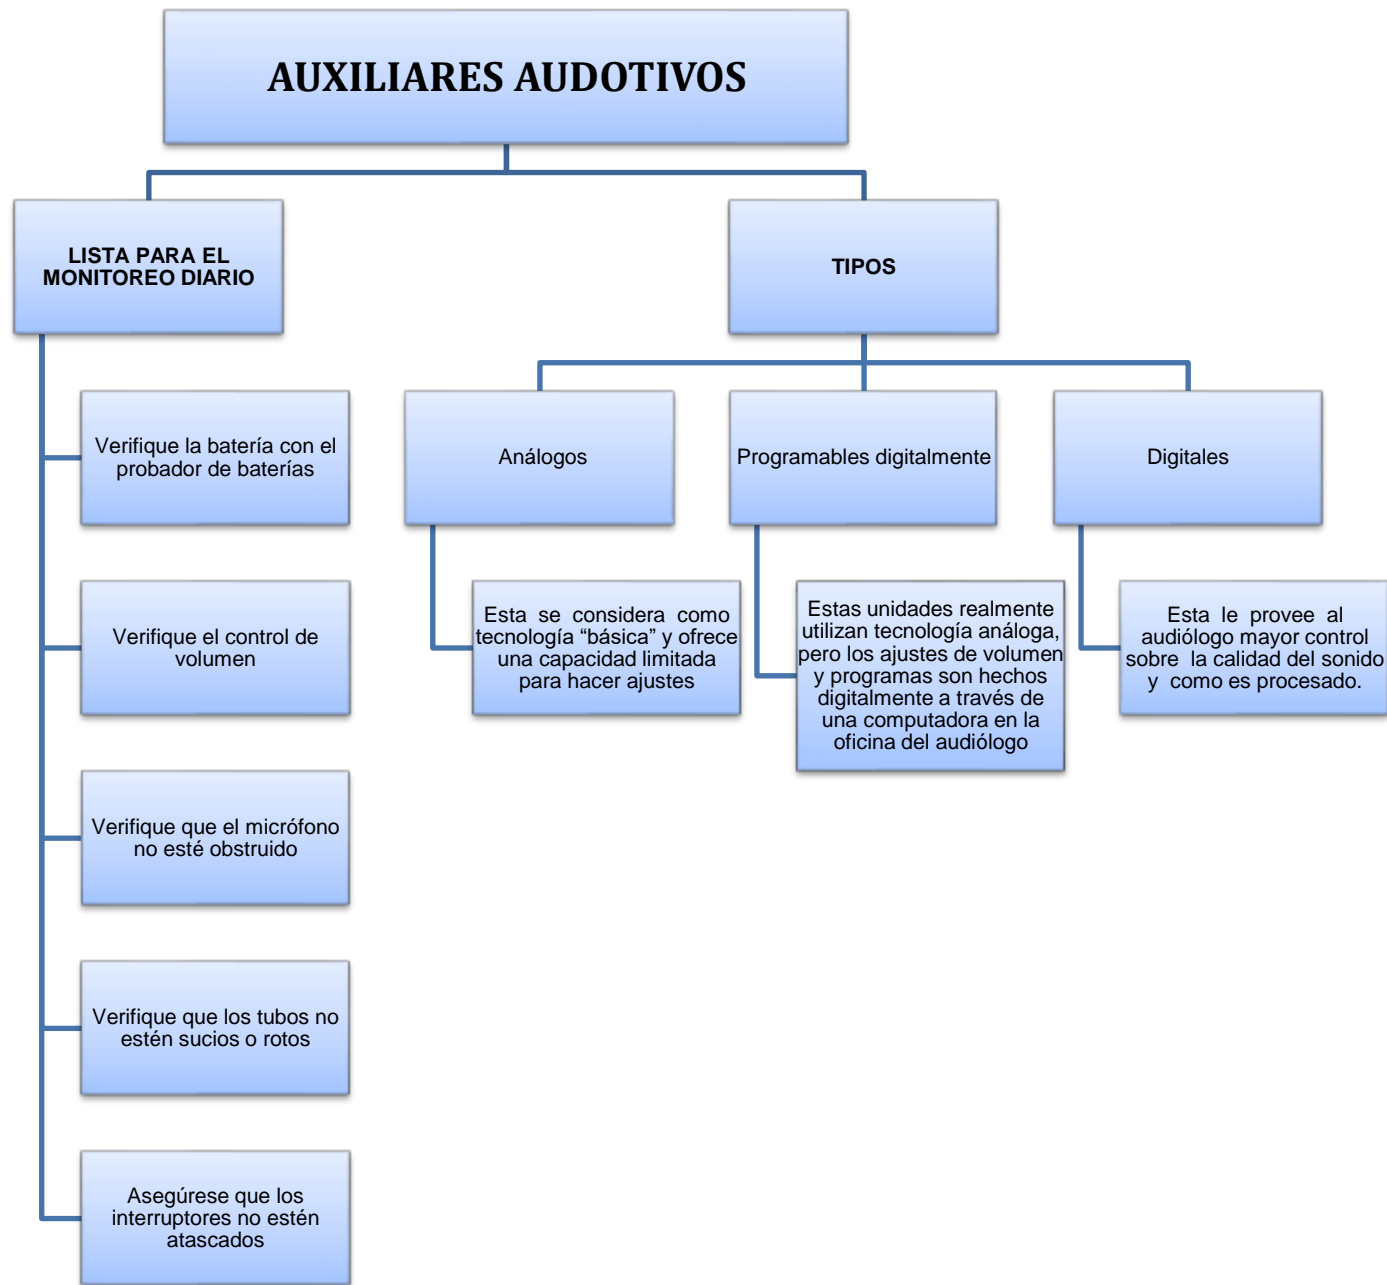 AUXILIARES AUDOTIVOS
LISTA PARA EL
MONITOREO DIARIO
Verifique la batería con el
probador de baterías
Verifique el control de
volumen
Verifique que el micrófono
no esté obstruido
Verifique que los tubos no
estén sucios o rotos
Asegúrese que los
interruptores no estén
atascados
TIPOS
Análogos
Esta se considera como
tecnología “básica” y ofrece
una capacidad limitada
para hacer ajustes
Programables digitalmente
Estas unidades realmente
utilizan tecnología análoga,
pero los ajustes de volumen
y programas son hechos
digitalmente a través de
una computadora en la
oficina del audiólogo
Digitales
Esta le provee al
audiólogo mayor control
sobre la calidad del sonido
y como es procesado.